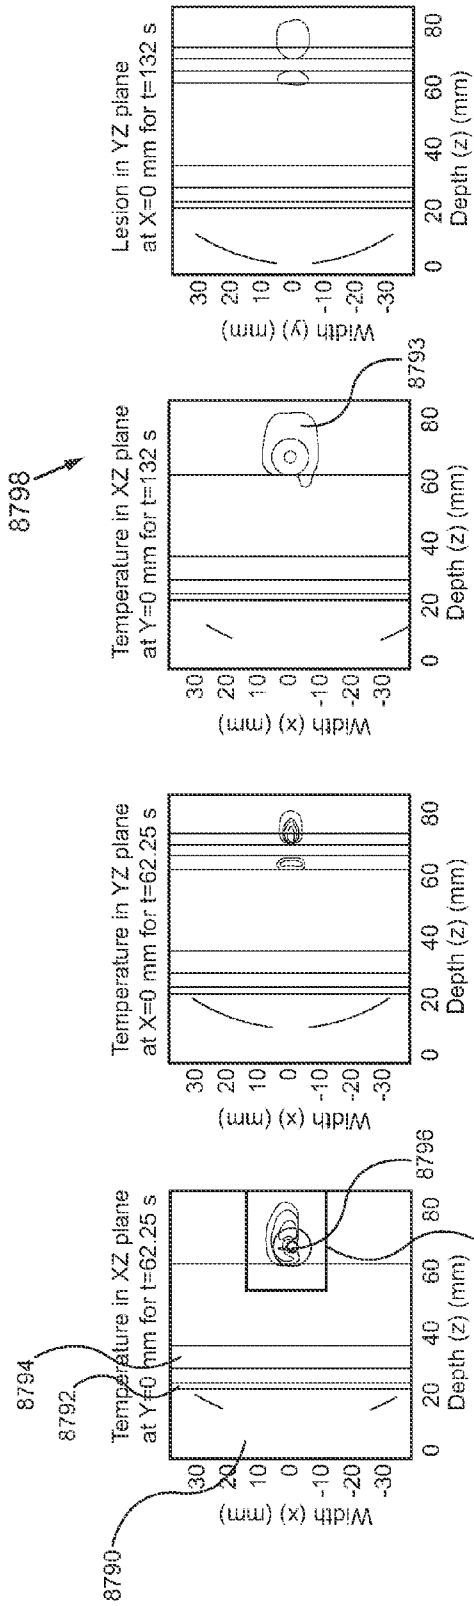 8798
8790
8792
8794
Temperature in XZ plane
at Y=0 mm for t=62.25 s
Width (x) (mm)
30
20
10
0
-10
-20
-30
0 20 40 60 80
Depth (z) (mm)
8796
Temperature in YZ plane
at X=0 mm for t=62.25 s
Width (x) (mm)
30
20
10
0
-10
-20
-30
0 20 40 60 80
Depth (z) (mm)
Temperature in XZ plane
at Y=0 mm for t=132 s
Width (x) (mm)
30
20
10
0
-10
-20
-30
0 20 40 60 80
Depth (z) (mm)
8793
Lesion in YZ plane
at X=0 mm for t=132 s
Width (y) (mm)
30
20
10
0
-10
-20
-30
0 20 40 60 80
Depth (z) (mm)